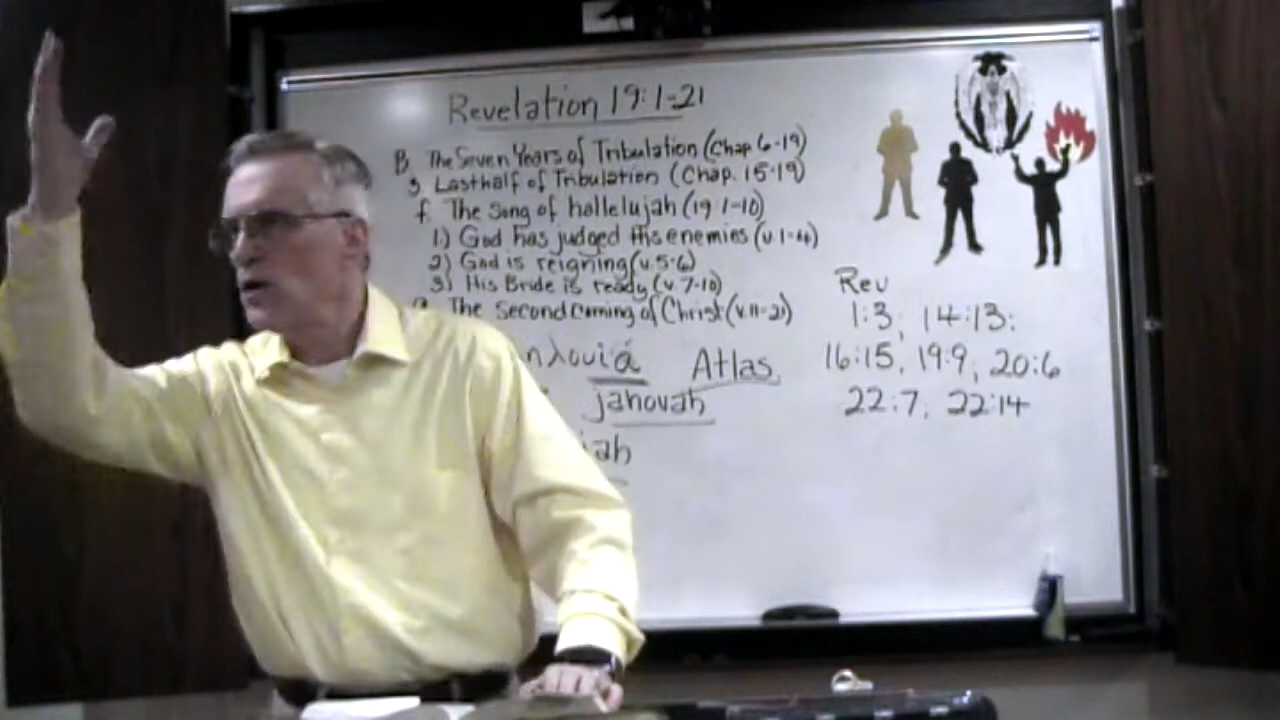 Revelation 19:1-21
B. The Seven Years of Tribulation (Chap 6-19)
3. Last half of Tribulation (Chap. 15-19)
f. The Song of hallelujah (19:1-10)
1.) God has judged His enemies (v.1-4)
2) God is reigning (v.5-6)
3) His Bride is ready (v.7-10)
The Second Coming of Christ (v.11-21)
ηλουιά Atlas
jahovah
iah
Rev
1:3; 14:13;
16:15, 19:9, 20:6
22:7, 22:14